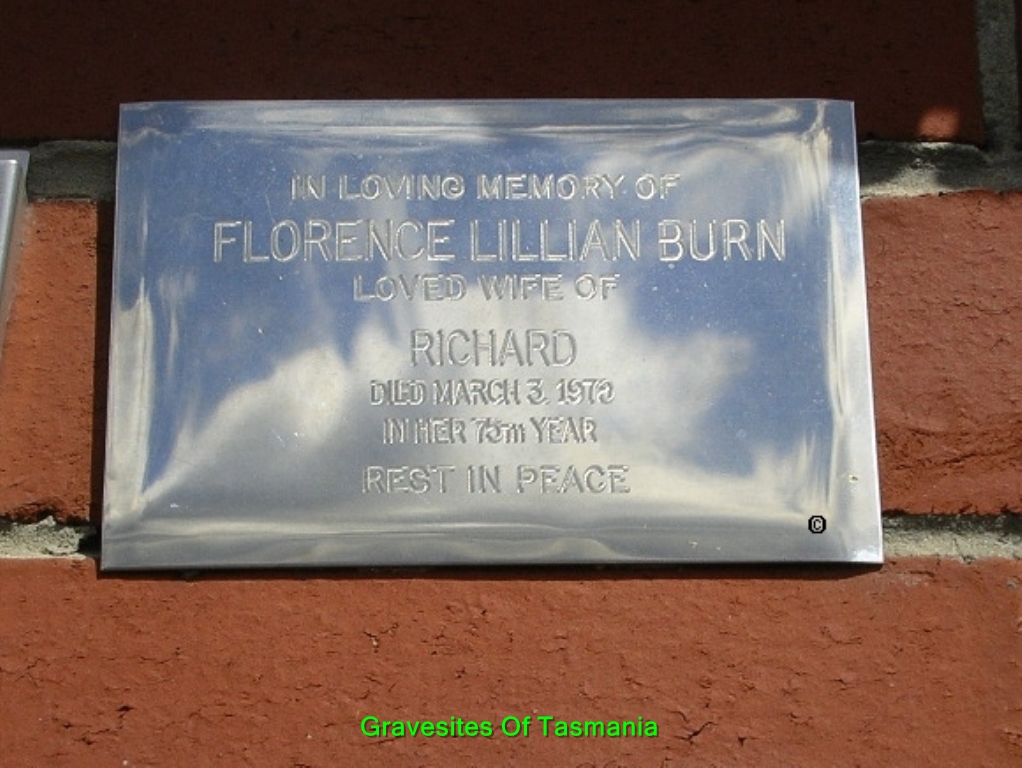 IN LOVING MEMORY OF
FLORENCE LILLIAN BURN
LOVED WIFE OF
RICHARD
DIED MARCH 3,
IN HER 75TH YEAR
REST IN PEACE
©
Gravesites Of Tasmania